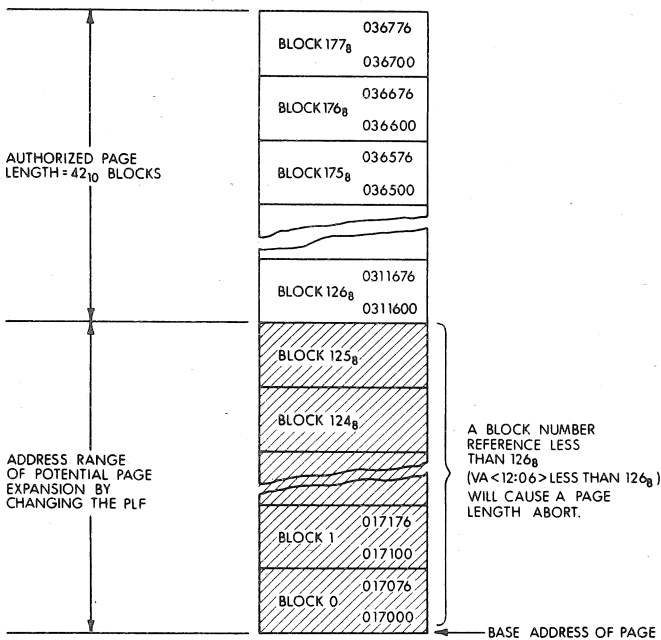 BLOCK 177₈
036776
036700
BLOCK 176₈
036676
036600
AUTHORIZED PAGE
LENGTH = 42₁₀ BLOCKS
BLOCK 175₈
036576
036500
BLOCK 126₈
0311676
0311600
BLOCK 125₈
BLOCK 124₈
ADDRESS RANGE
OF POTENTIAL PAGE
EXPANSION BY
CHANGING THE PLF
A BLOCK NUMBER
REFERENCE LESS
THAN 126₈
(VA<12:06> LESS THAN 126₈)
WILL CAUSE A PAGE
LENGTH ABORT.
BLOCK 1
017176
017100
BLOCK 0
017076
017000
BASE ADDRESS OF PAGE